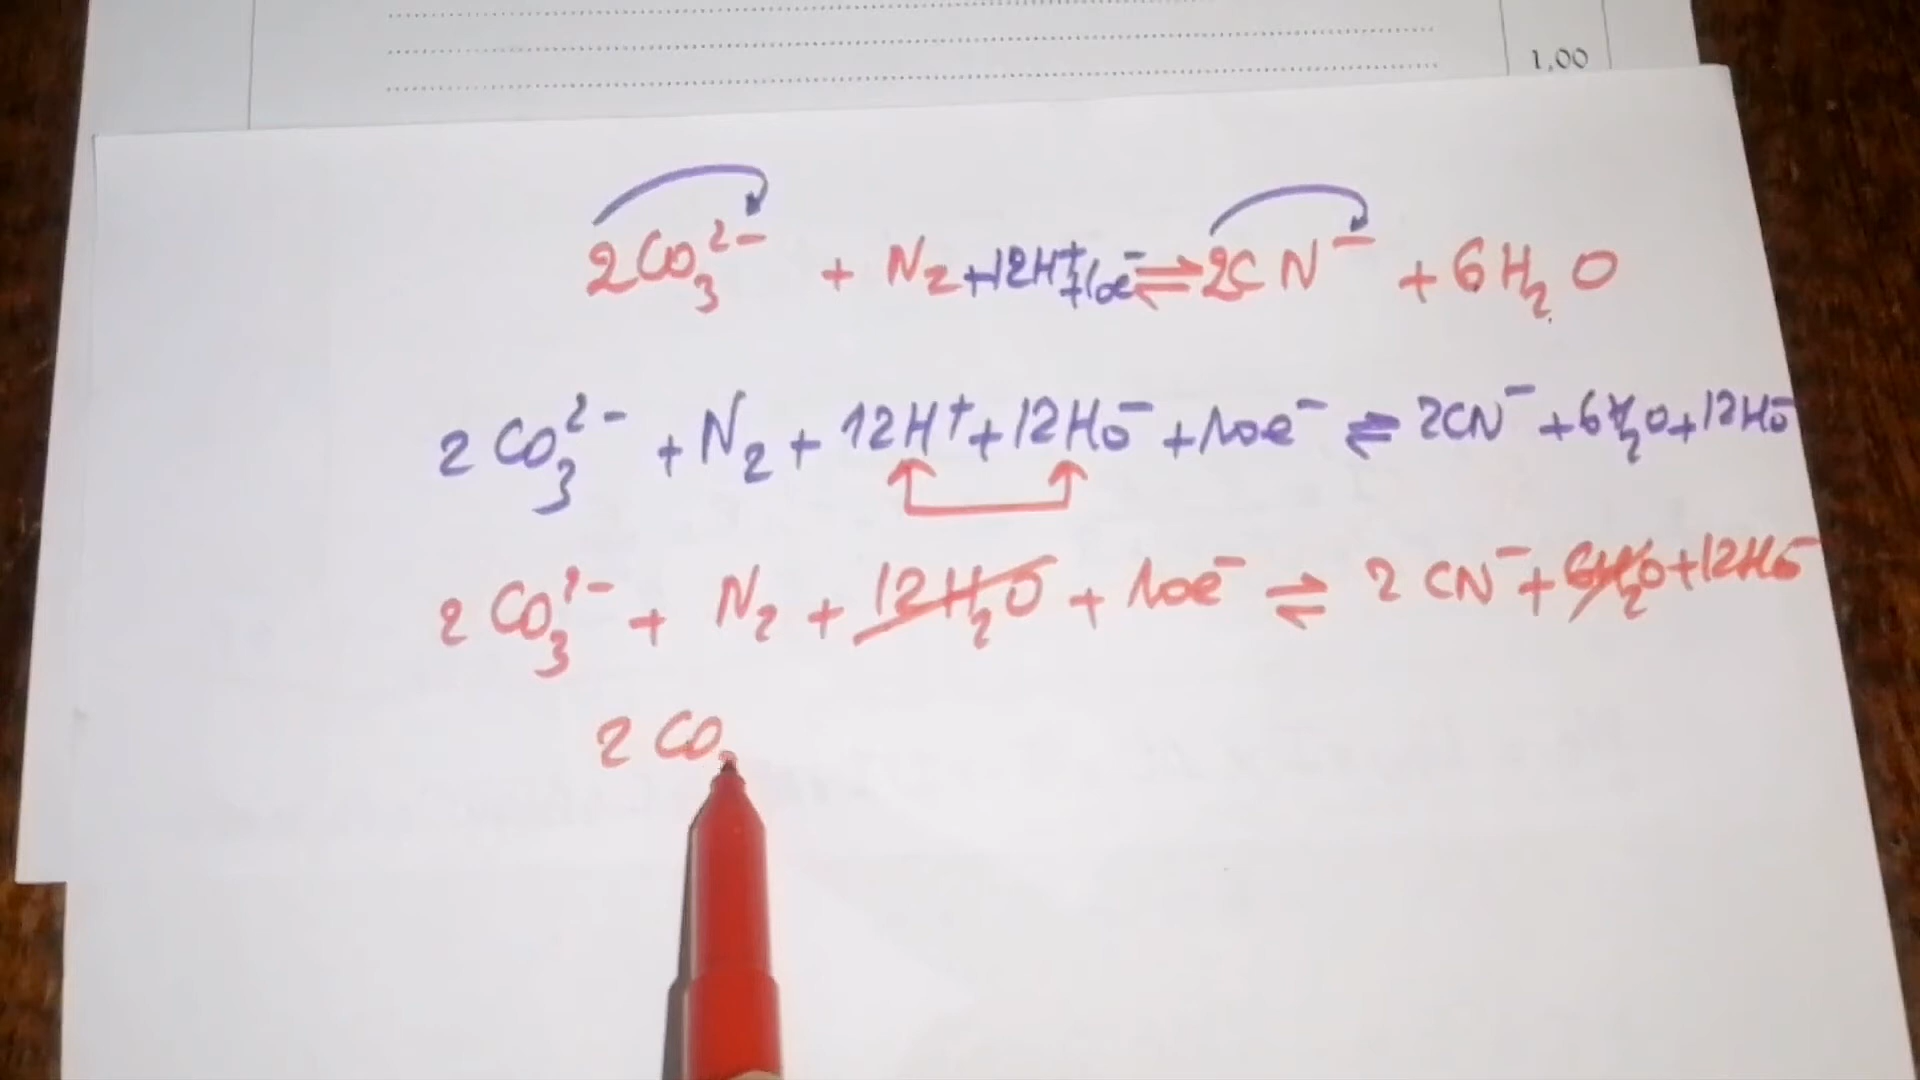 1,00
2CO₃²⁻ + N₂ + 12H⁺ + 10e⁻ ⇌ 2CN⁻ + 6H₂O
2CO₃²⁻ + N₂ + 12H⁺ + 12HO⁻ + 10e⁻ ⇌ 2CN⁻ + 6H₂O + 12HO⁻
2CO₃²⁻ + N₂ + 12H₂O + 10e⁻ ⇌ 2CN⁻ + 6H₂O + 12HO⁻
2CO